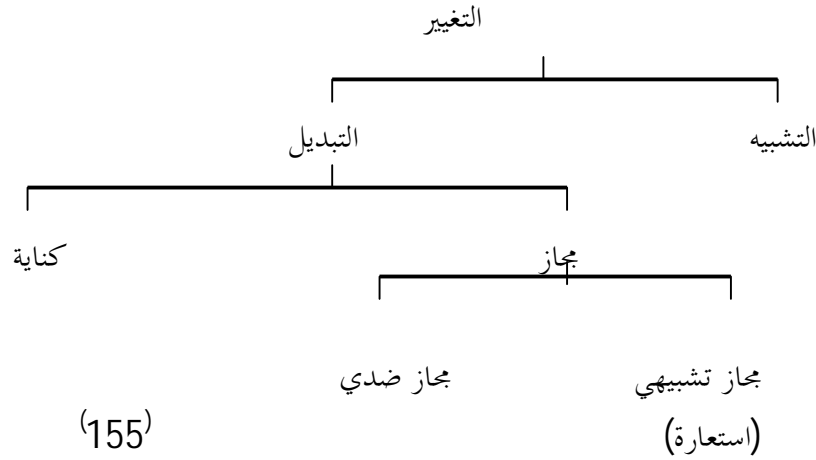 التغيير
التشبيه التبديل
مجاز كناية
مجاز تشبيهي مجاز ضدي
(استعارة) (155)